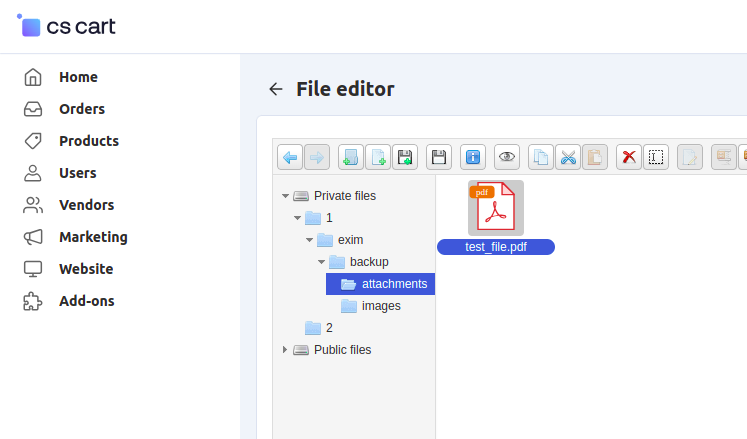 cs cart
Home
Orders
Products
Users
Vendors
Marketing
Website
Add-ons
File editor
Private files
1
exim
backup
attachments
images
2
Public files
pdf
test_file.pdf